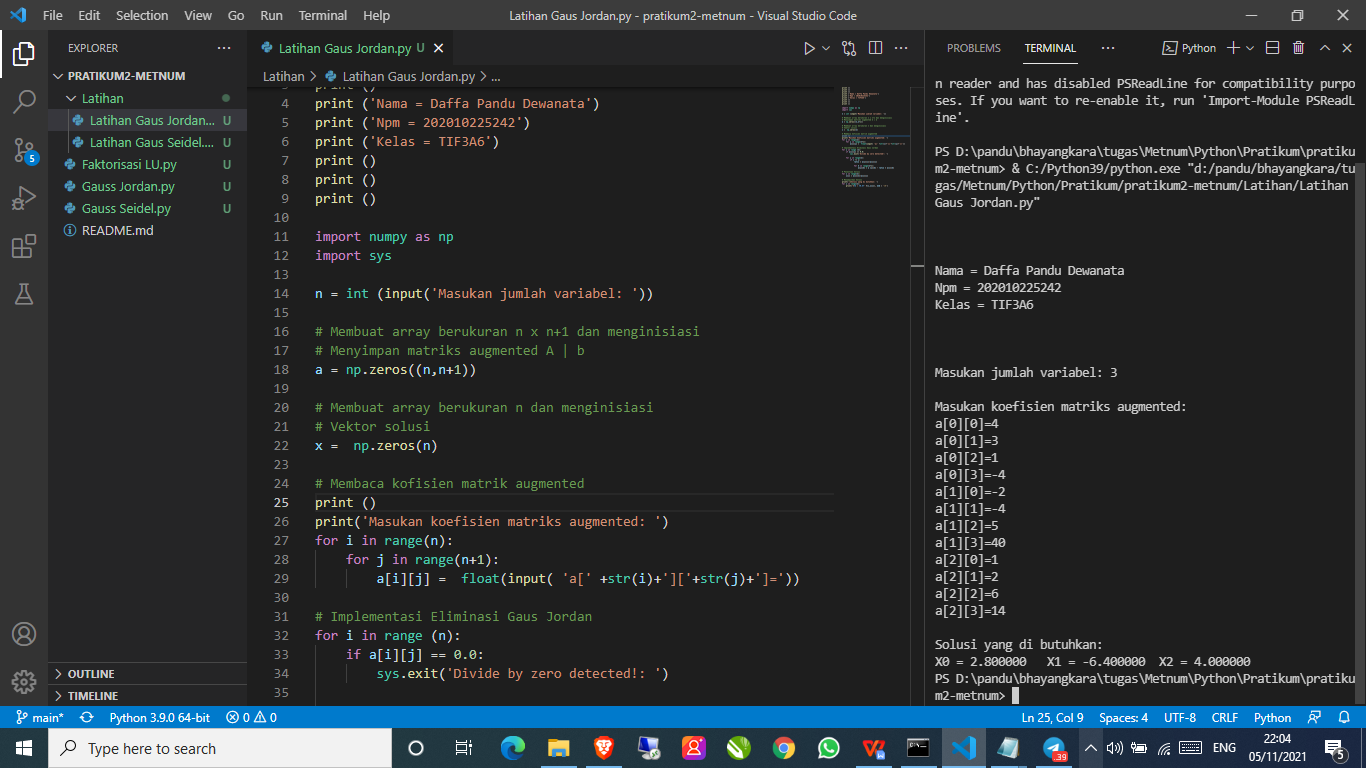 File Edit Selection View Go Run Terminal Help
Latihan Gaus Jordan.py - pratikum2-metnum - Visual Studio Code
EXPLORER
PRATIKUM2-METNUM
Latihan
Latihan Gaus Jordan... U
Latihan Gaus Seidel.... U
Faktorisasi LU.py U
Gauss Jordan.py U
Gauss Seidel.py U
README.md
OUTLINE
TIMELINE
5
Latihan Gaus Jordan.py U
Latihan > Latihan Gaus Jordan.py > ...
3 print ()
4 print ('Nama = Daffa Pandu Dewanata')
5 print ('Npm = 202010225242')
6 print ('Kelas = TIF3A6')
7 print ()
8 print ()
9 print ()
10
11 import numpy as np
12 import sys
13
14 n = int (input('Masukan jumlah variabel: '))
15
16 # Membuat array berukuran n x n+1 dan menginisiasi
17 # Menyimpan matriks augmented A | b
18 a = np.zeros((n,n+1))
19
20 # Membuat array berukuran n dan menginisiasi
21 # Vektor solusi
22 x =  np.zeros(n)
23
24 # Membaca kofisien matrik augmented
25 print ()
26 print('Masukan koefisien matriks augmented: ')
27 for i in range(n):
28     for j in range(n+1):
29         a[i][j] =  float(input( 'a[' +str(i)+']['+str(j)+']='))
30
31 # Implementasi Eliminasi Gaus Jordan
32 for i in range (n):
33     if a[i][j] == 0.0:
34         sys.exit('Divide by zero detected!: ')
35
PROBLEMS TERMINAL ... Python
n reader and has disabled PSReadLine for compatibility purpo
ses. If you want to re-enable it, run 'Import-Module PSReadL
ine'.
PS D:\pandu\bhayangkara\tugas\Metnum\Python\Pratikum\pratiku
m2-metnum> & C:/Python39/python.exe "d:/pandu/bhayangkara/tu
gas/Metnum/Python/Pratikum/pratikum2-metnum/Latihan/Latihan
Gaus Jordan.py"
Nama = Daffa Pandu Dewanata
Npm = 202010225242
Kelas = TIF3A6
Masukan jumlah variabel: 3
Masukan koefisien matriks augmented:
a[0][0]=4
a[0][1]=3
a[0][2]=1
a[0][3]=-4
a[1][0]=-2
a[1][1]=-4
a[1][2]=5
a[1][3]=40
a[2][0]=1
a[2][1]=2
a[2][2]=6
a[2][3]=14
Solusi yang di butuhkan:
X0 = 2.800000   X1 = -6.400000  X2 = 4.000000
PS D:\pandu\bhayangkara\tugas\Metnum\Python\Pratikum\pratiku
m2-metnum>
main* Python 3.9.0 64-bit 0 0 Ln 25, Col 9 Spaces: 4 UTF-8 CRLF Python
Type here to search
39
ENG
22:04
05/11/2021
5